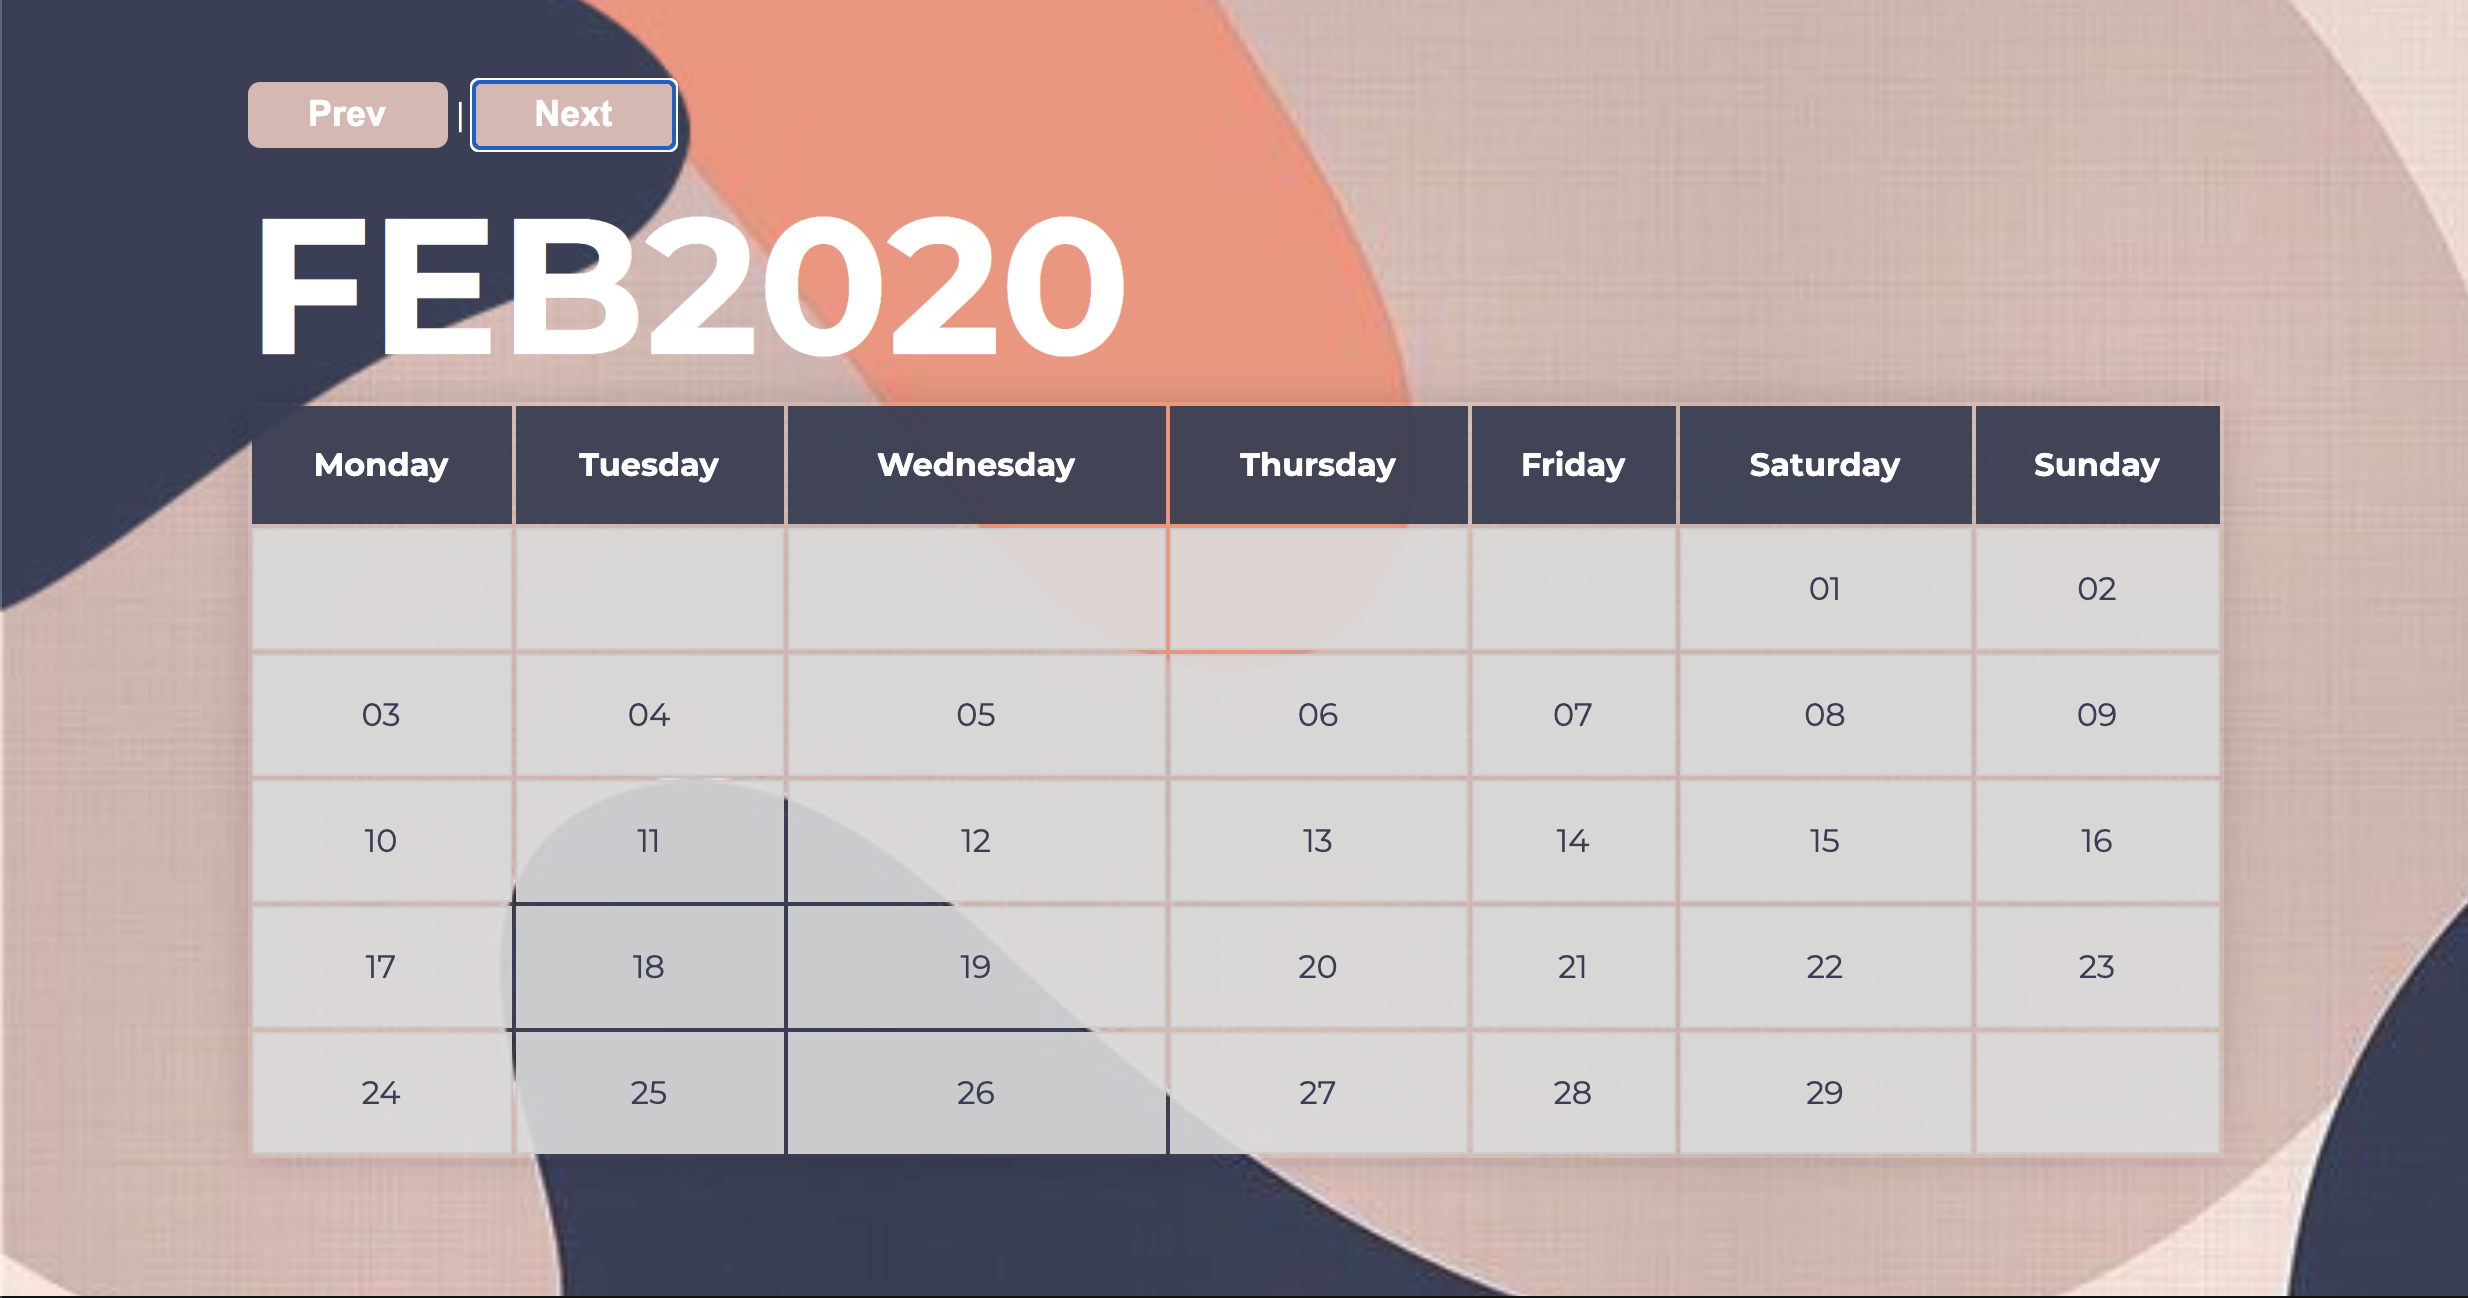 Prev | Next
FEB2020
Monday Tuesday Wednesday Thursday Friday Saturday Sunday
01 02
03 04 05 06 07 08 09
10 11 12 13 14 15 16
17 18 19 20 21 22 23
24 25 26 27 28 29